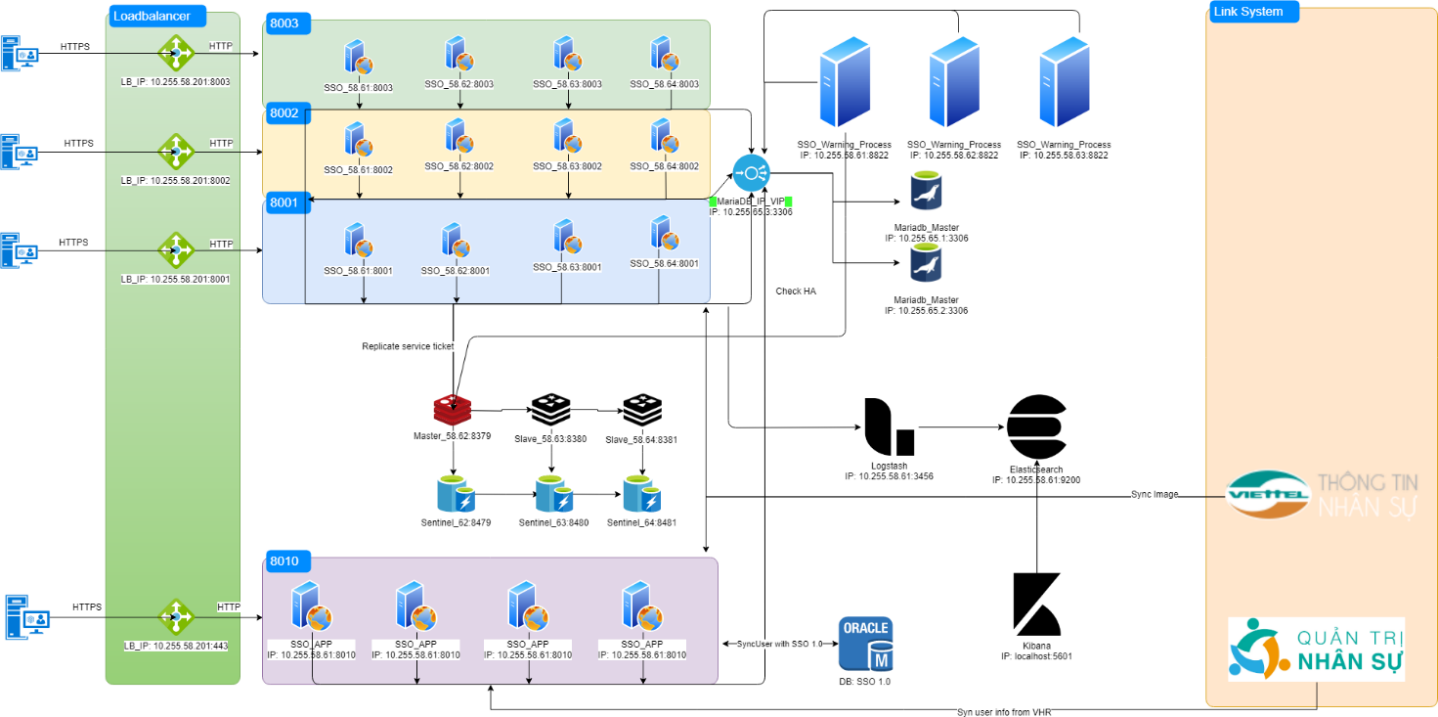 Loadbalancer
8003
Link System
HTTPS
HTTP
LB_IP: 10.255.58.201:8003
SSO_58.61:8003
SSO_58.62:8003
SSO_58.63:8003
SSO_58.64:8003
8002
HTTPS
HTTP
LB_IP: 10.255.58.201:8002
SSO_58.61:8002
SSO_58.62:8002
SSO_58.63:8002
SSO_58.64:8002
SSO_Warning_Process
IP: 10.255.58.61:8822
SSO_Warning_Process
IP: 10.255.58.62:8822
SSO_Warning_Process
IP: 10.255.58.63:8822
8001
HTTPS
HTTP
LB_IP: 10.255.58.201:8001
SSO_58.61:8001
SSO_58.62:8001
SSO_58.63:8001
SSO_58.64:8001
MariaDB_IP_VIP
IP: 10.255.65.3:3306
Mariadb_Master
IP: 10.255.65.1:3306
Mariadb_Master
IP: 10.255.65.2:3306
Check HA
Replicate service ticket
Master_58.62:8379
Slave_58.63:8380
Slave_58.64:8381
Sentinel_62:8479
Sentinel_63:8480
Sentinel_64:8481
Logstash
IP: 10.255.58.61:3456
Elasticsearch
IP: 10.255.58.61:9200
Sync image
VIETTEL
THÔNG TIN
NHÂN SỰ
8010
HTTPS
HTTP
LB_IP: 10.255.58.201:443
SSO_APP
IP: 10.255.58.61:8010
SSO_APP
IP: 10.255.58.61:8010
SSO_APP
IP: 10.255.58.61:8010
SSO_APP
IP: 10.255.58.61:8010
SyncUser with SSO 1.0
ORACLE
M
DB: SSO 1.0
Kibana
IP: localhost:5601
QUẢN TRỊ
NHÂN SỰ
Syn user info from VHR